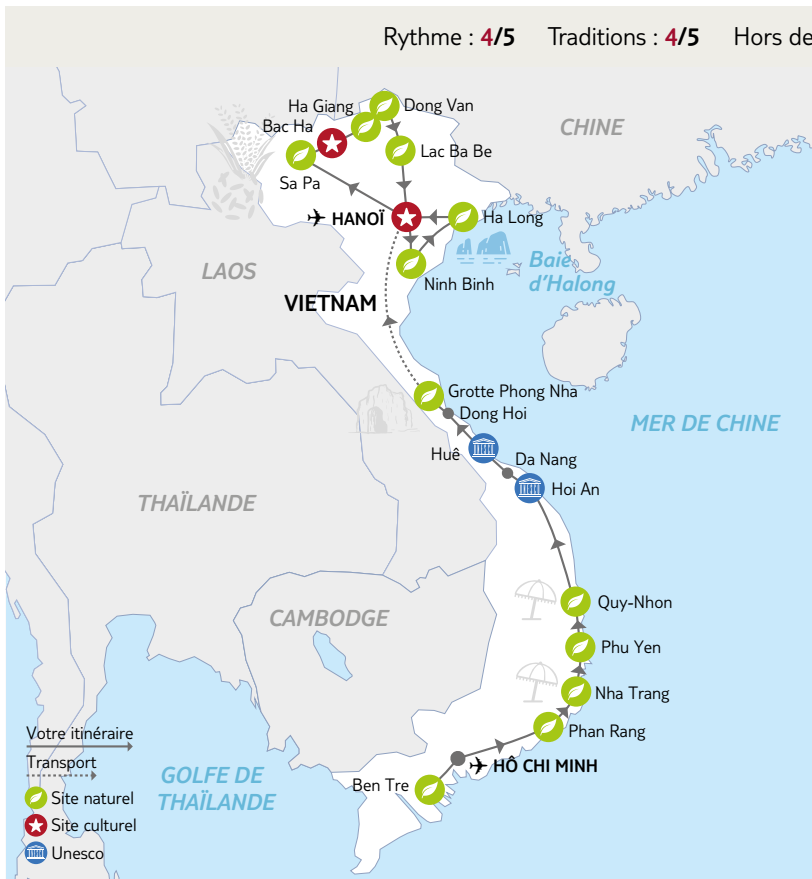 Rythme : 4/5 Traditions : 4/5 Hors de
Ha Giang
Dong Van
Bac Ha
CHINE
Lac Ba Be
Sa Pa
HANOÏ
Ha Long
LAOS
Baie
d'Halong
Ninh Binh
VIETNAM
Grotte Phong Nha
Dong Hoi
MER DE CHINE
Huê
Da Nang
Hoi An
THAÏLANDE
Quy-Nhon
CAMBODGE
Phu Yen
Nha Trang
Phan Rang
Votre itinéraire
Transport
HÔ CHI MINH
GOLFE DE
THAÏLANDE
Ben Tre
Site naturel
Site culturel
Unesco